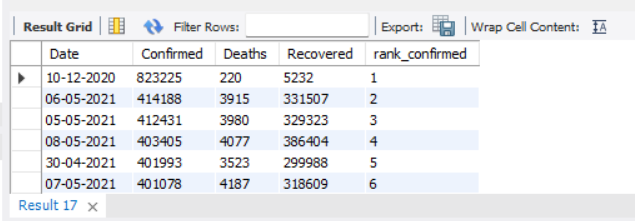 Result Grid Filter Rows: Export: Wrap Cell Content: IA
Date Confirmed Deaths Recovered rank_confirmed
10-12-2020 823225 220 5232 1
06-05-2021 414188 3915 331507 2
05-05-2021 412431 3980 329323 3
08-05-2021 403405 4077 386404 4
30-04-2021 401993 3523 299988 5
07-05-2021 401078 4187 318609 6
Result 17 ×